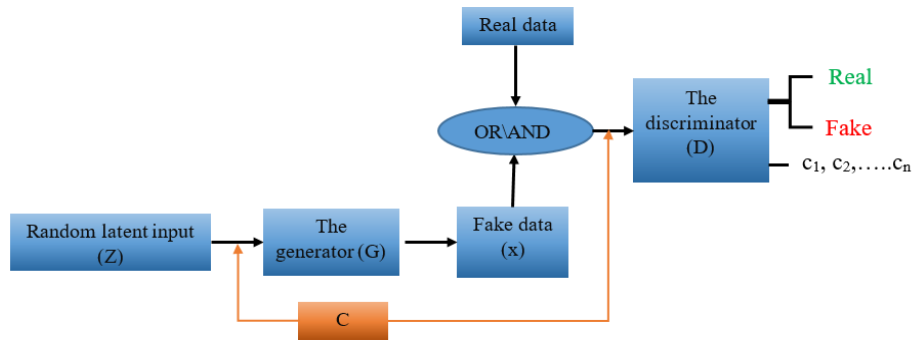 Real data
OR\AND
The
discriminator
(D)
Real
Fake
c₁, c₂,.....cₙ
Random latent input
(Z)
The
generator (G)
Fake data
(x)
C